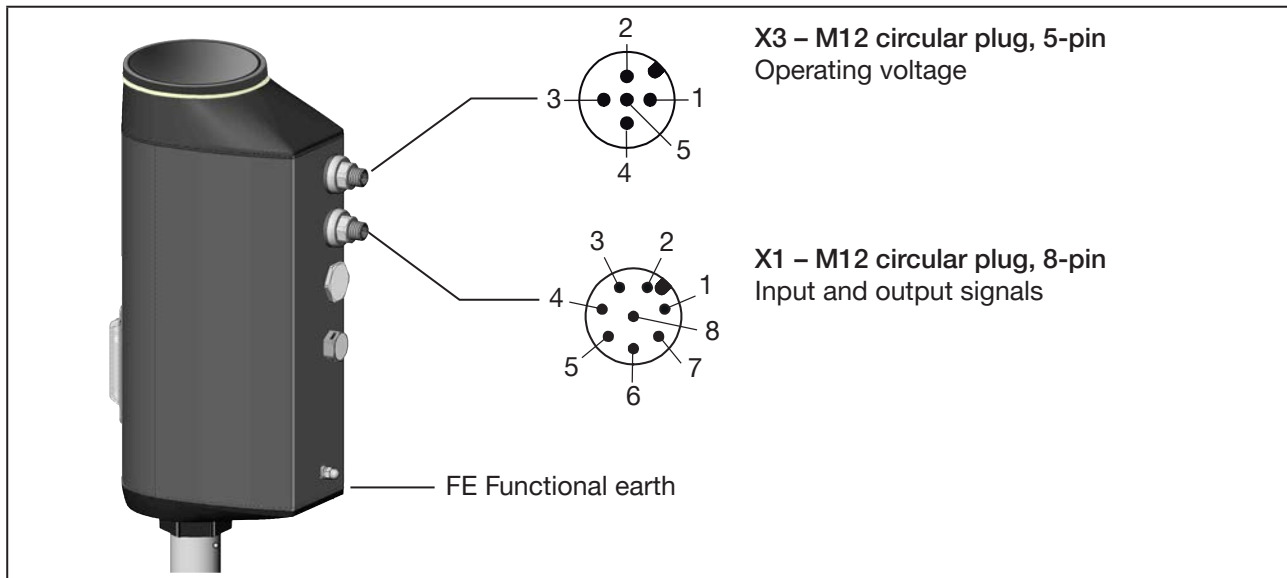 2
3
1
5
4
X3 – M12 circular plug, 5-pin
Operating voltage
3
2
4
1
8
5
7
6
X1 – M12 circular plug, 8-pin
Input and output signals
FE Functional earth